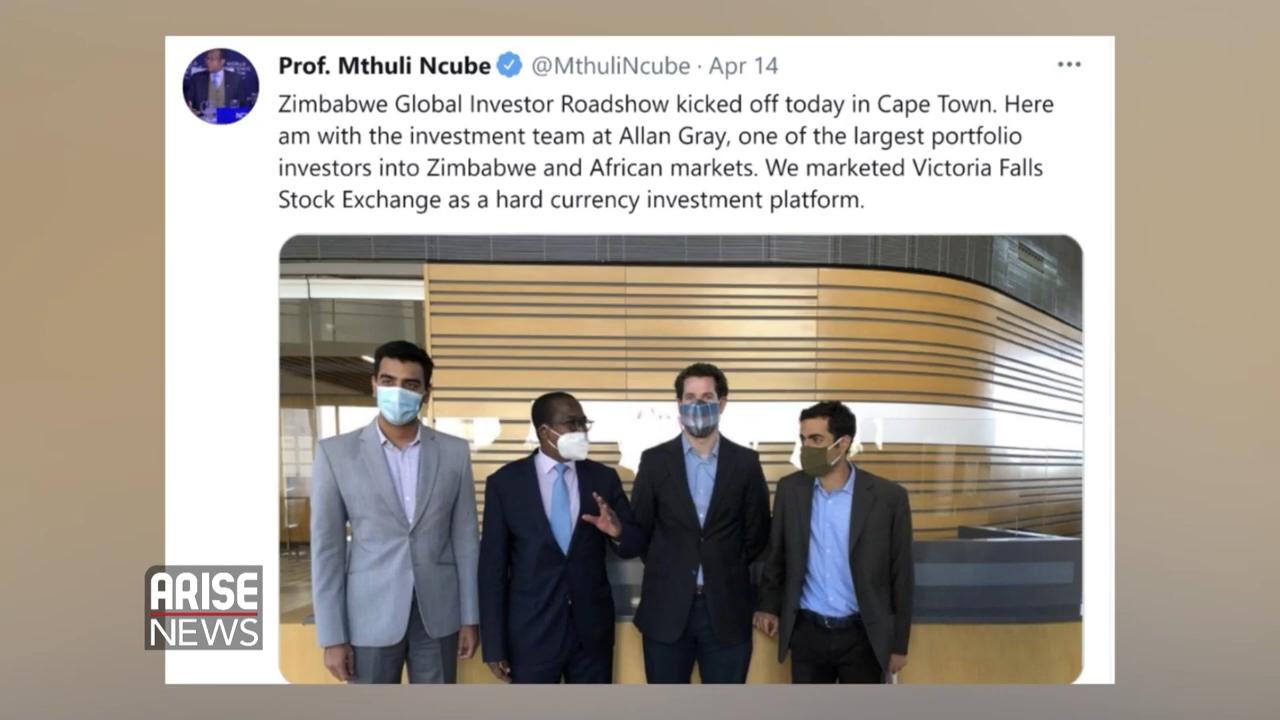 Prof. Mthuli Ncube @MthuliNcube · Apr 14
Zimbabwe Global Investor Roadshow kicked off today in Cape Town. Here
am with the investment team at Allan Gray, one of the largest portfolio
investors into Zimbabwe and African markets. We marketed Victoria Falls
Stock Exchange as a hard currency investment platform.
ARISE
NEWS